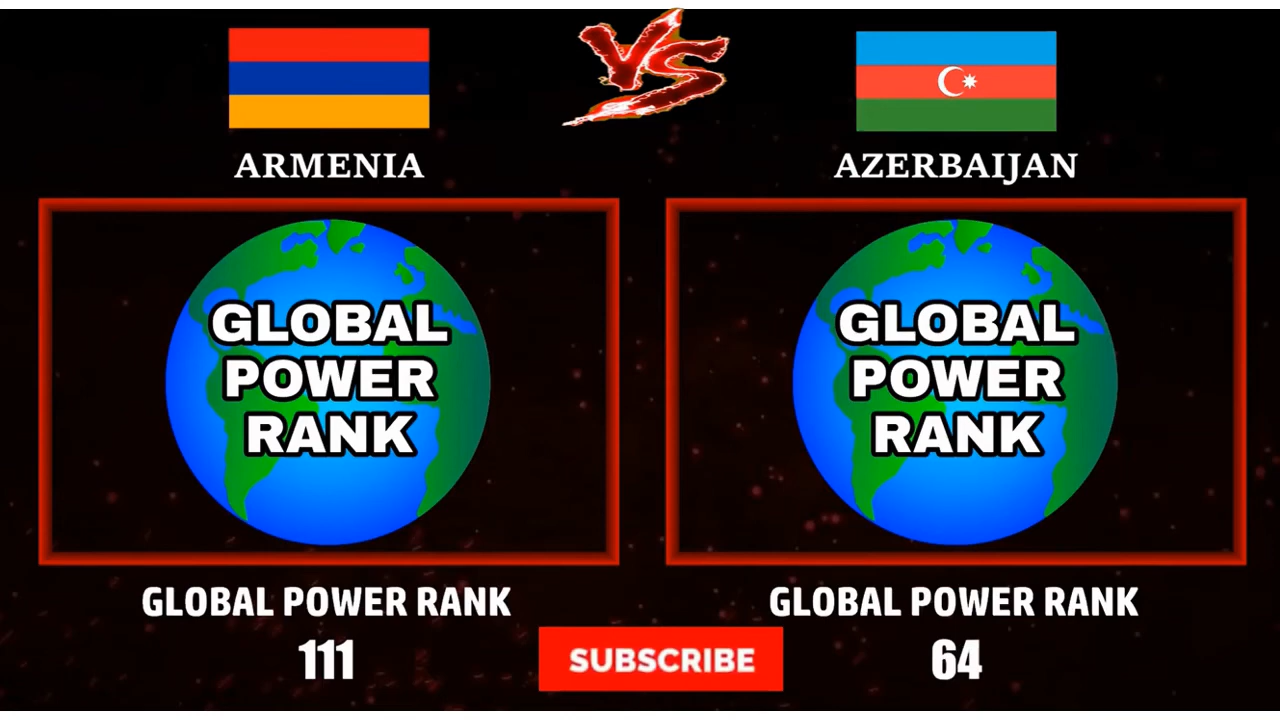 VS
ARMENIA
AZERBAIJAN
GLOBAL
POWER
RANK
GLOBAL
POWER
RANK
GLOBAL POWER RANK
111
GLOBAL POWER RANK
64
SUBSCRIBE